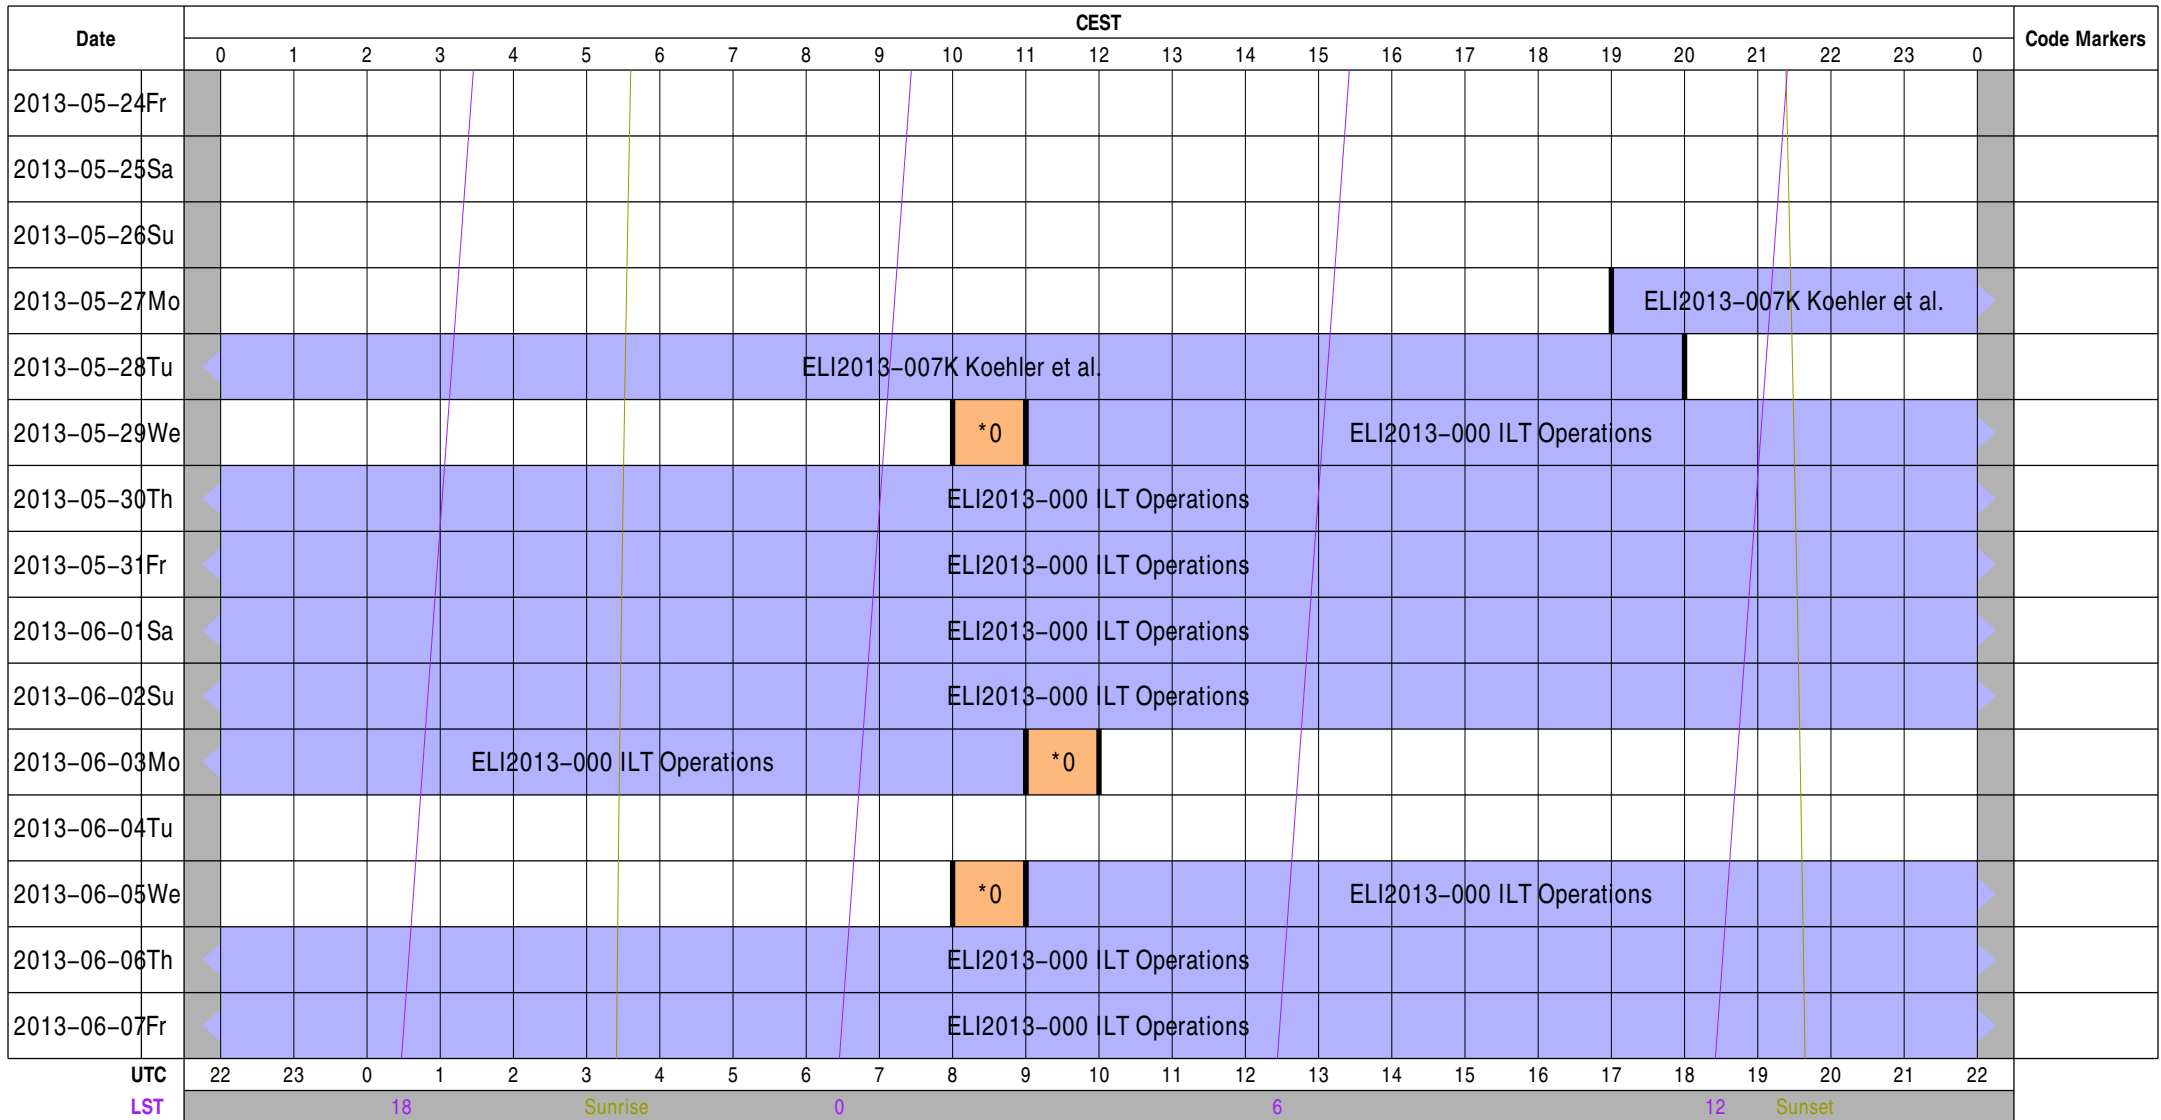 CEST
Date
Code Markers
0 1 2 3 4 5 6 7 8 9 10 11 12 13 14 15 16 17 18 19 20 21 22 23 0
2013-05-24Fr
2013-05-25Sa
2013-05-26Su
2013-05-27Mo ELI2013-007K Koehler et al.
2013-05-28Tu ELI2013-007K Koehler et al.
2013-05-29We *0 ELI2013-000 ILT Operations
2013-05-30Th ELI2013-000 ILT Operations
2013-05-31Fr ELI2013-000 ILT Operations
2013-06-01Sa ELI2013-000 ILT Operations
2013-06-02Su ELI2013-000 ILT Operations
2013-06-03Mo ELI2013-000 ILT Operations *0
2013-06-04Tu
2013-06-05We *0 ELI2013-000 ILT Operations
2013-06-06Th ELI2013-000 ILT Operations
2013-06-07Fr ELI2013-000 ILT Operations
UTC 22 23 0 1 2 3 4 5 6 7 8 9 10 11 12 13 14 15 16 17 18 19 20 21 22
LST 18 Sunrise 0 6 12 Sunset